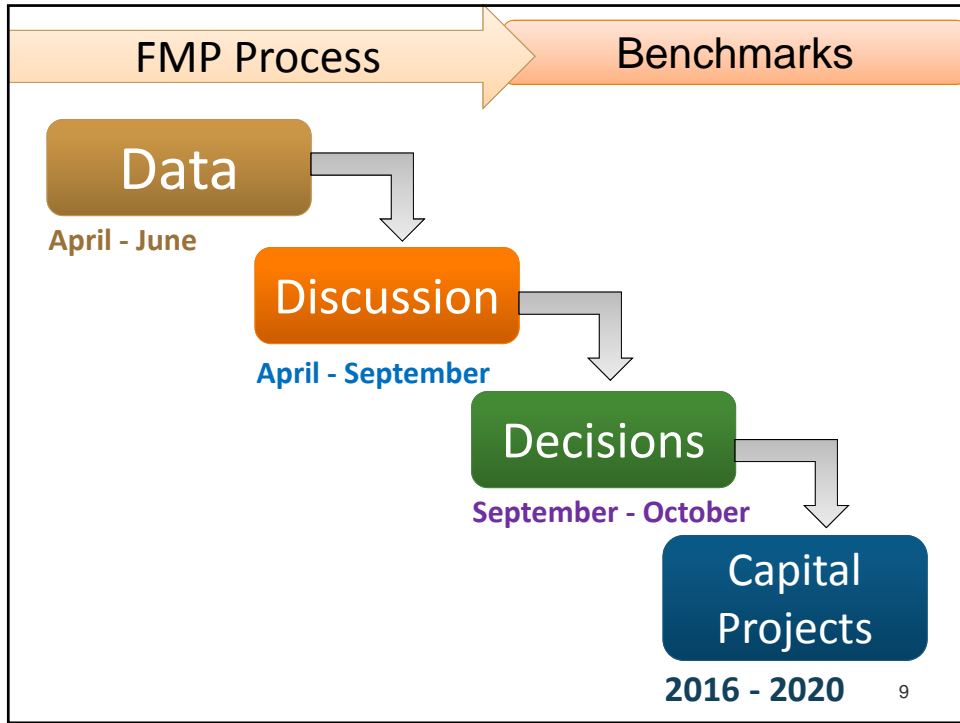 FMP Process
Benchmarks
Data
April - June
Discussion
April - September
Decisions
September - October
Capital
Projects
2016 - 2020
9